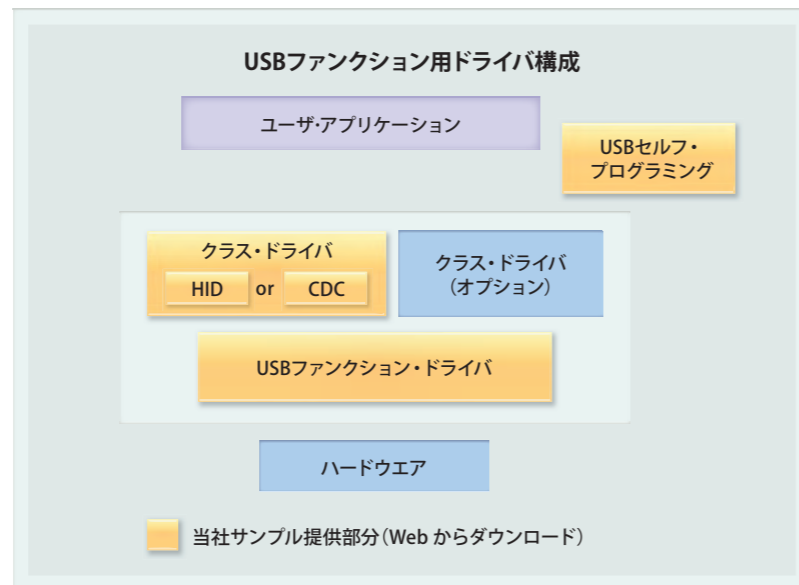 USBファンクション用ドライバ構成
ユーザ・アプリケーション
USBセルフ・
プログラミング
クラス・ドライバ
HID or CDC
クラス・ドライバ
（オプション）
USBファンクション・ドライバ
ハードウエア
当社サンプル提供部分（Webからダウンロード）